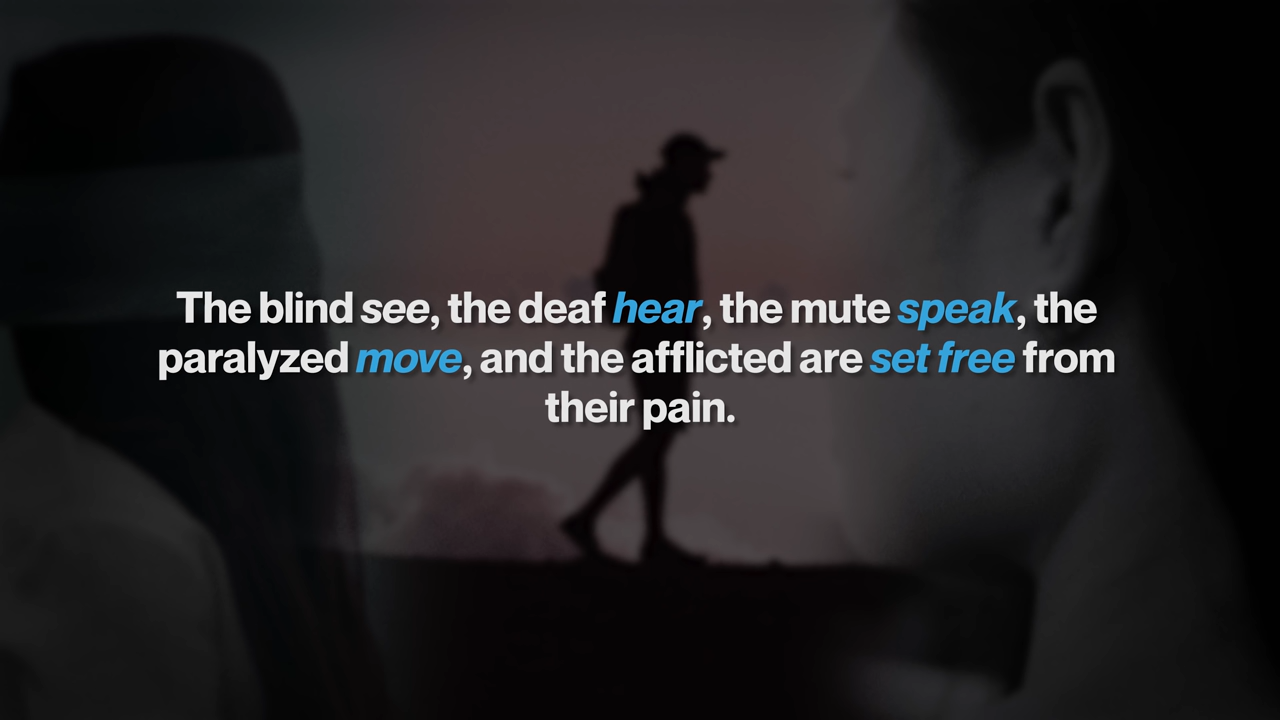 The blind see, the deaf hear, the mute speak, the
paralyzed move, and the afflicted are set free from
their pain.